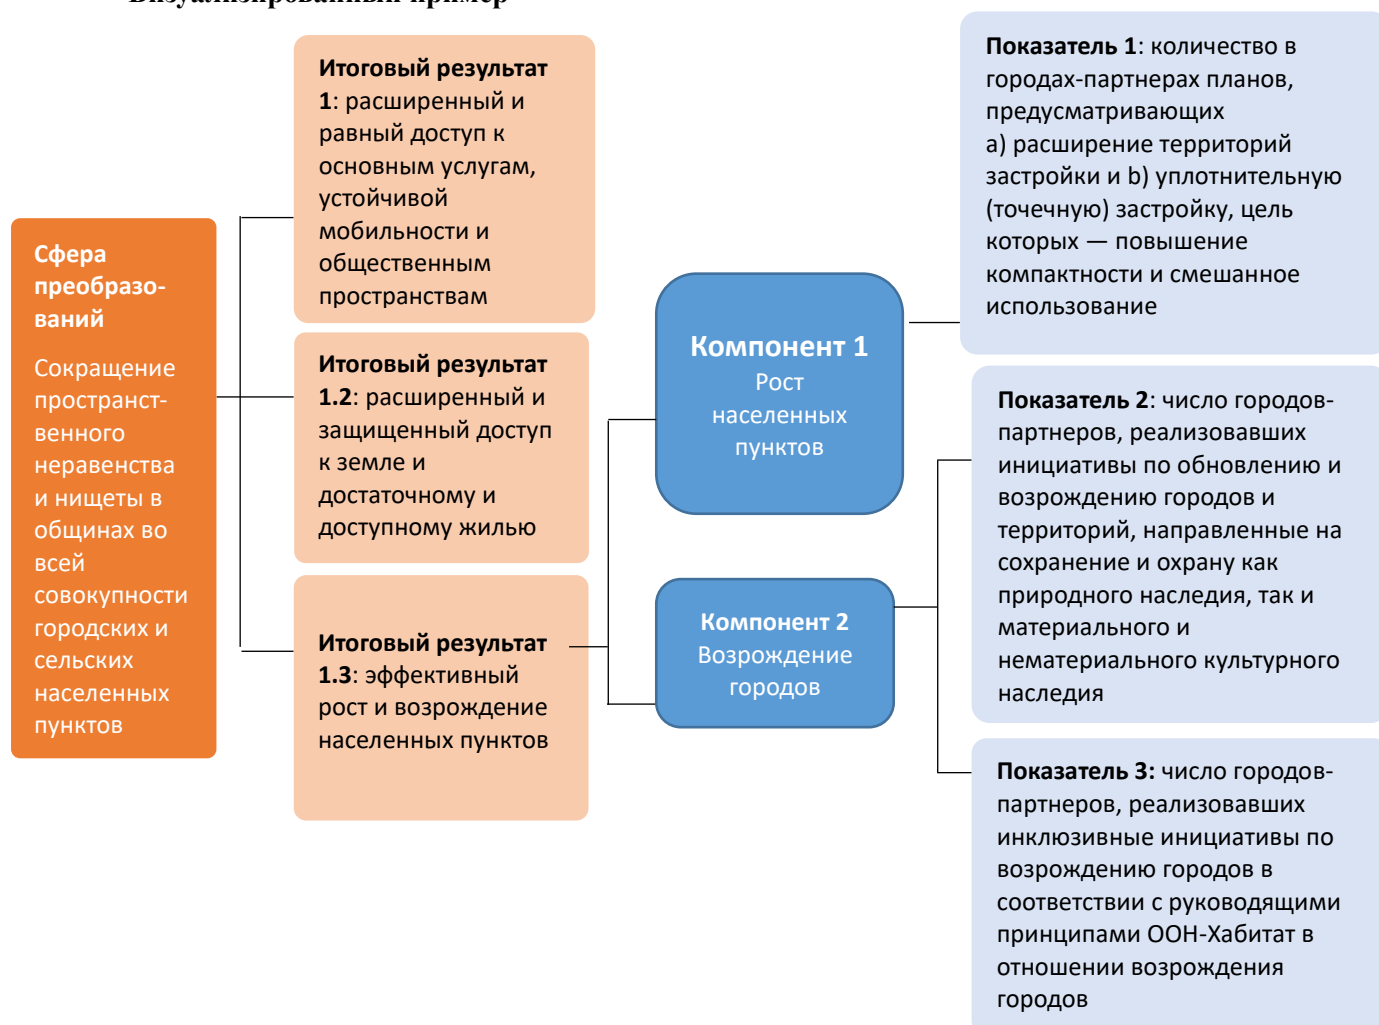 Визуализированный пример
Сфера
преобразо-
ваний
Сокращение
пространст-
венного
неравенства
и нищеты в
общинах во
всей
совокупности
городских и
сельских
населенных
пунктов
Итоговый результат
1: расширенный и
равный доступ к
основным услугам,
устойчивой
мобильности и
общественным
пространствам
Итоговый результат
1.2: расширенный и
защищенный доступ
к земле и
достаточному и
доступному жилью
Итоговый результат
1.3: эффективный
рост и возрождение
населенных пунктов
Компонент 1
Рост
населенных
пунктов
Компонент 2
Возрождение
городов
Показатель 1: количество в
городах-партнерах планов,
предусматривающих
a) расширение территорий
застройки и b) уплотнительную
(точечную) застройку, цель
которых — повышение
компактности и смешанное
использование
Показатель 2: число городов-
партнеров, реализовавших
инициативы по обновлению и
возрождению городов и
территорий, направленные на
сохранение и охрану как
природного наследия, так и
материального и
нематериального культурного
наследия
Показатель 3: число городов-
партнеров, реализовавших
инклюзивные инициативы по
возрождению городов в
соответствии с руководящими
принципами ООН-Хабитат в
отношении возрождения
городов